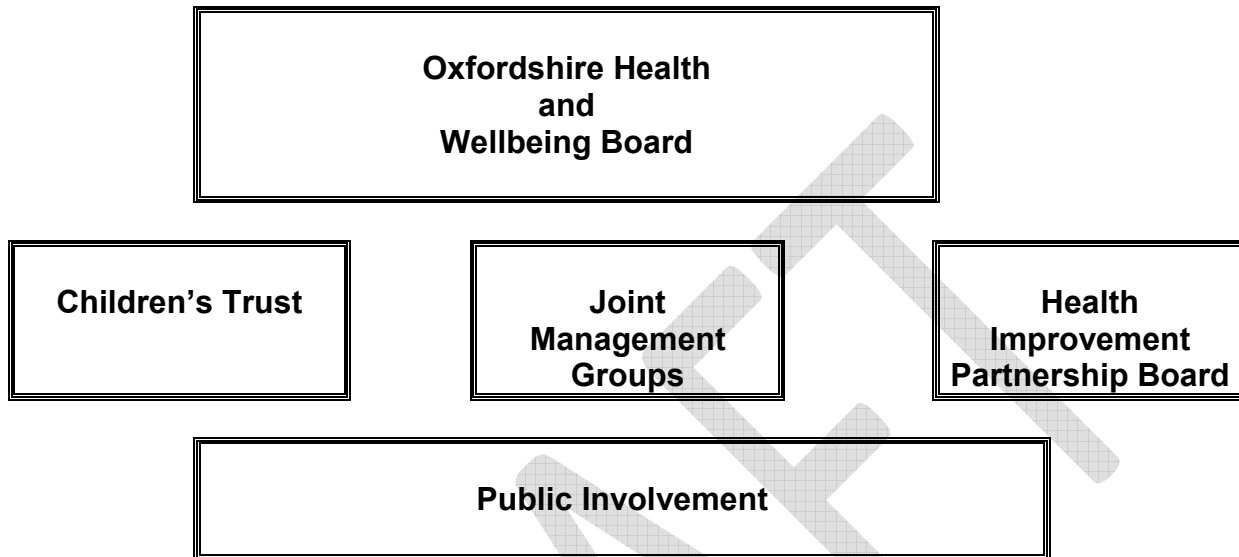 Oxfordshire Health
and
Wellbeing Board
Children’s Trust
Joint
Management
Groups
Health
Improvement
Partnership Board
Public Involvement